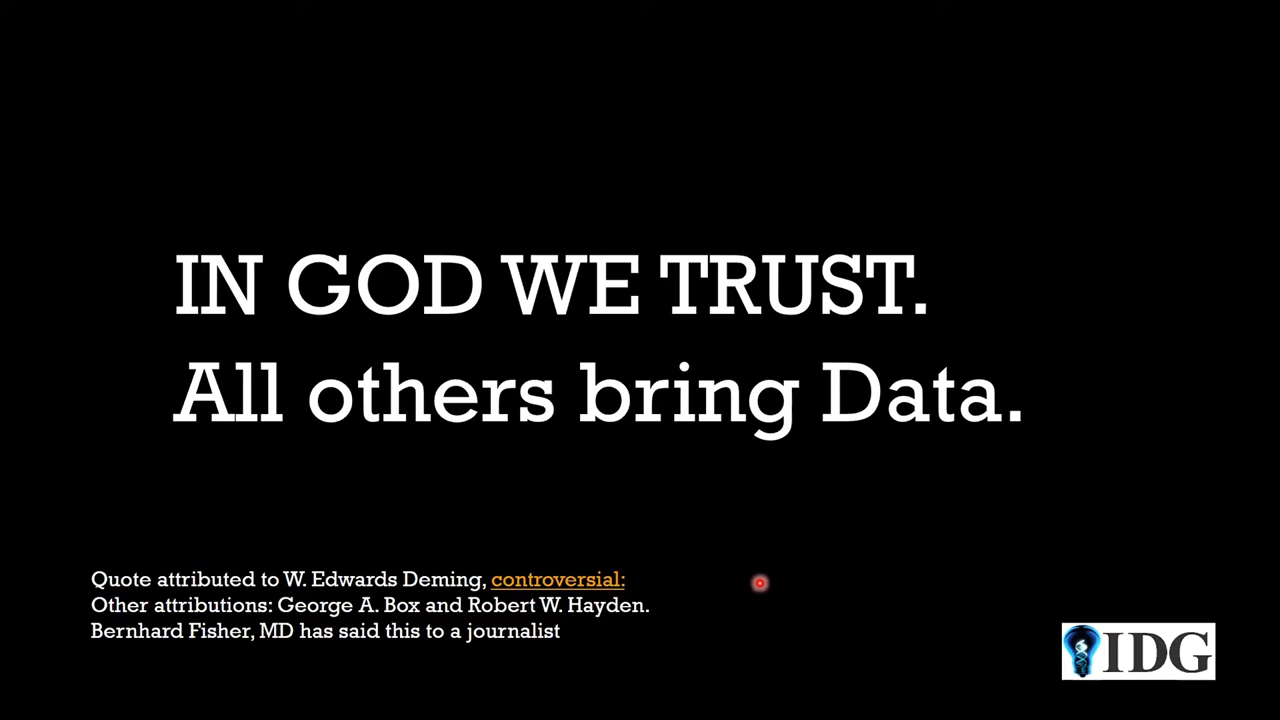 IN GOD WE TRUST.
All others bring Data.
Quote attributed to W. Edwards Deming, controversial:
Other attributions: George A. Box and Robert W. Hayden.
Bernhard Fisher, MD has said this to a journalist
IDG